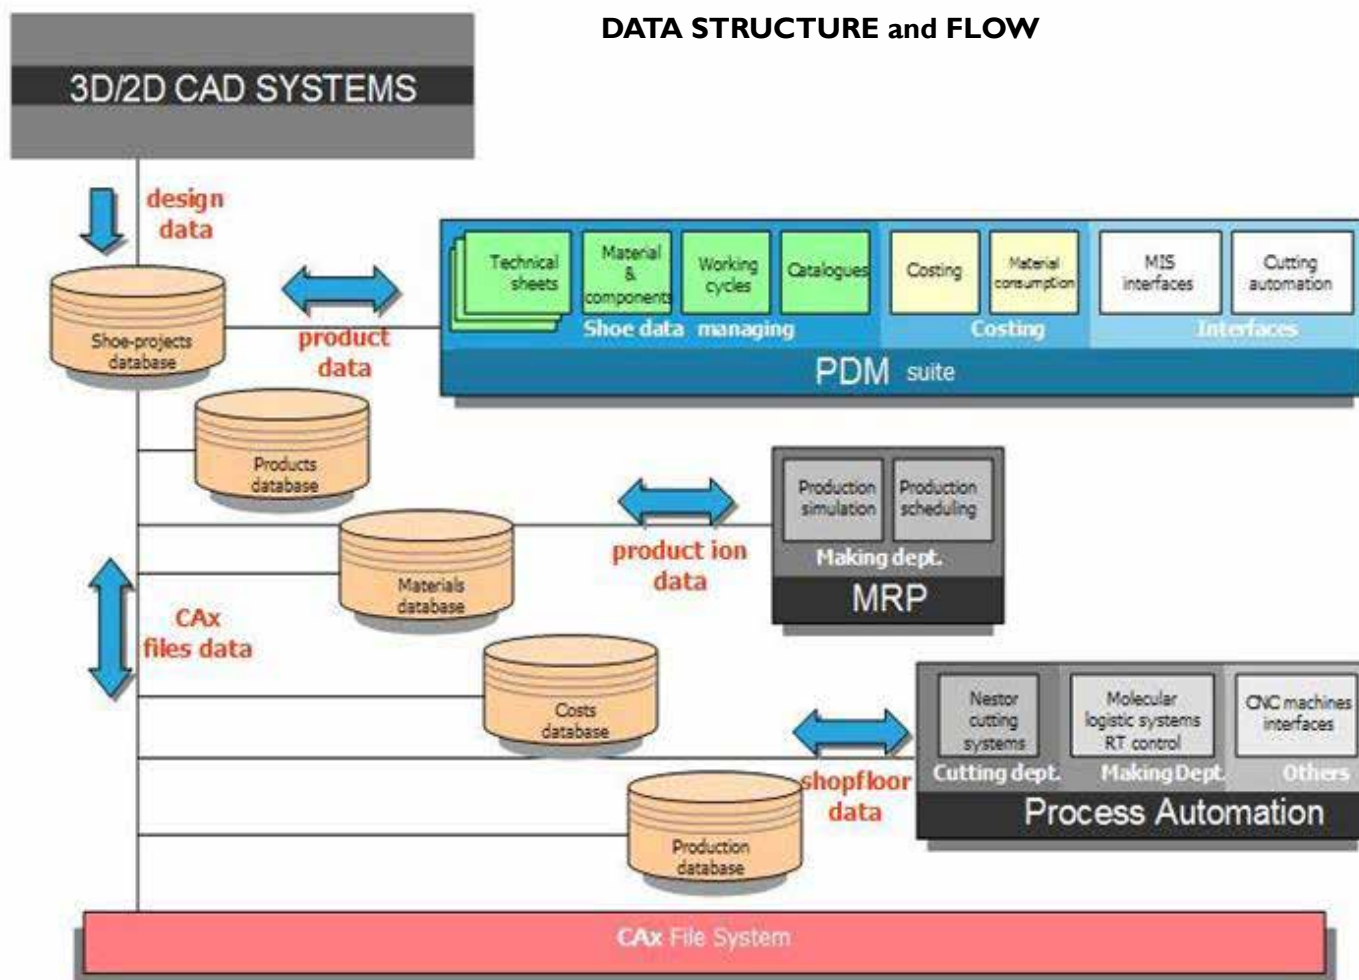 DATA STRUCTURE and FLOW
3D/2D CAD SYSTEMS
design
data
Shoe-projects
database
product
data
Technical
sheets
Material
&
components
Working
cycles
Catalogues
Costing
Material
consumption
MIS
interfaces
Cutting
automation
Shoe data managing
Costing
Interfaces
PDM suite
Products
database
Production
simulation
Production
scheduling
Making dept.
MRP
product ion
data
Materials
database
CAx
files data
Costs
database
Nestor
cutting
systems
Molecular
logistic systems
RT control
CNC machines
interfaces
Cutting dept.
Making Dept.
Others
Process Automation
shopfloor
data
Production
database
CAx File System